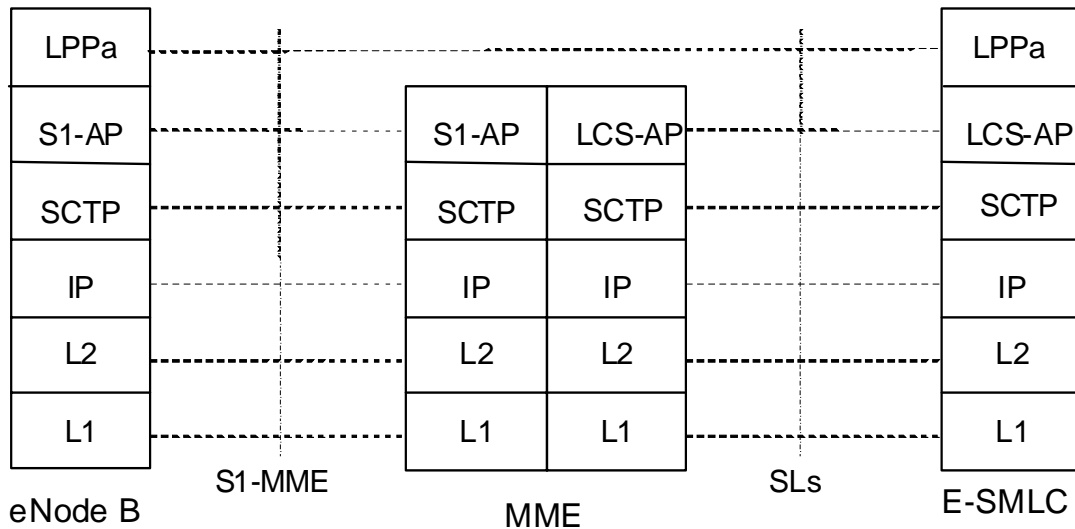 LPPa LPPa
S1-AP S1-AP LCS-AP LCS-AP
SCTP SCTP SCTP SCTP
IP IP IP IP
L2 L2 L2 L2
L1 L1 L1 L1
S1-MME SLs
eNode B MME E-SMLC